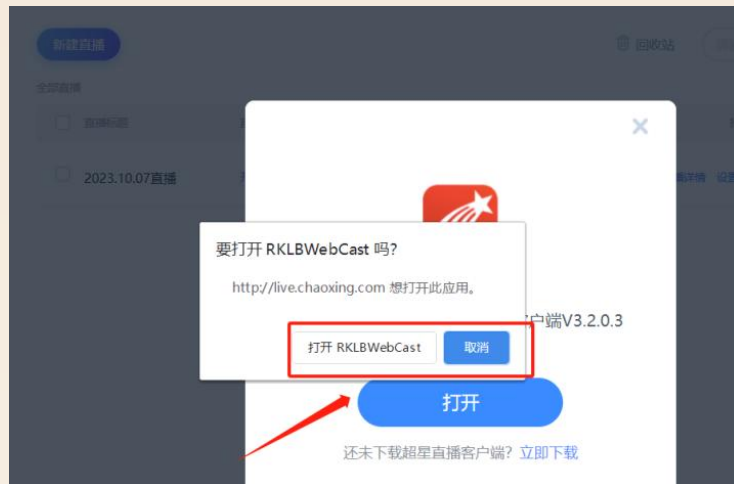 新建直播
回收站
全部直播
直播标题
2023.10.07直播
要打开 RKLBWebCast 吗?
http://live.chaoxing.com 想打开此应用。
户端V3.2.0.3
打开 RKLBWebCast
取消
打开
还未下载超星直播客户端? 立即下载